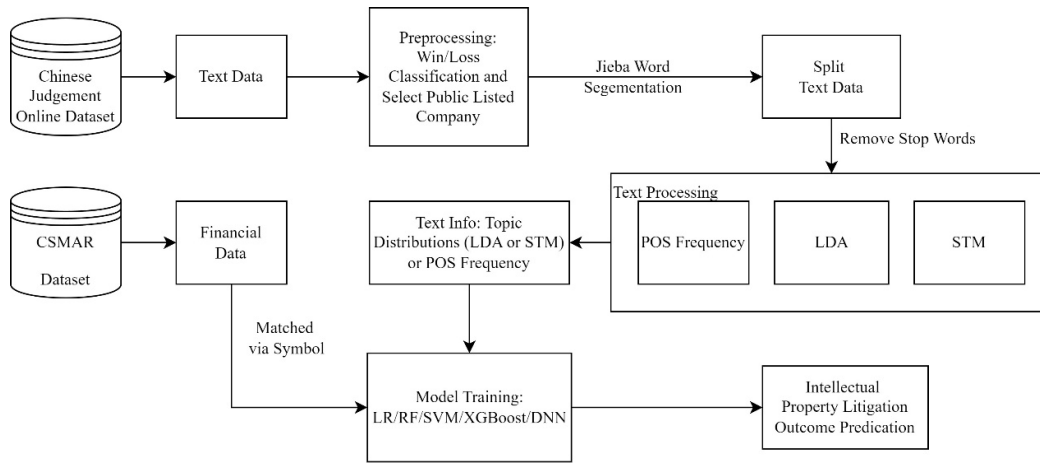 Chinese
Judgement
Online Dataset
Text Data
Preprocessing:
Win/Loss
Classification and
Select Public Listed
Company
Jieba Word
Segementation
Split
Text Data
Remove Stop Words
Text Processing
POS Frequency
LDA
STM
Text Info: Topic
Distributions (LDA or STM)
or POS Frequency
CSMAR
Dataset
Financial
Data
Matched
via Symbol
Model Training:
LR/RF/SVM/XGBoost/DNN
Intellectual
Property Litigation
Outcome Predication